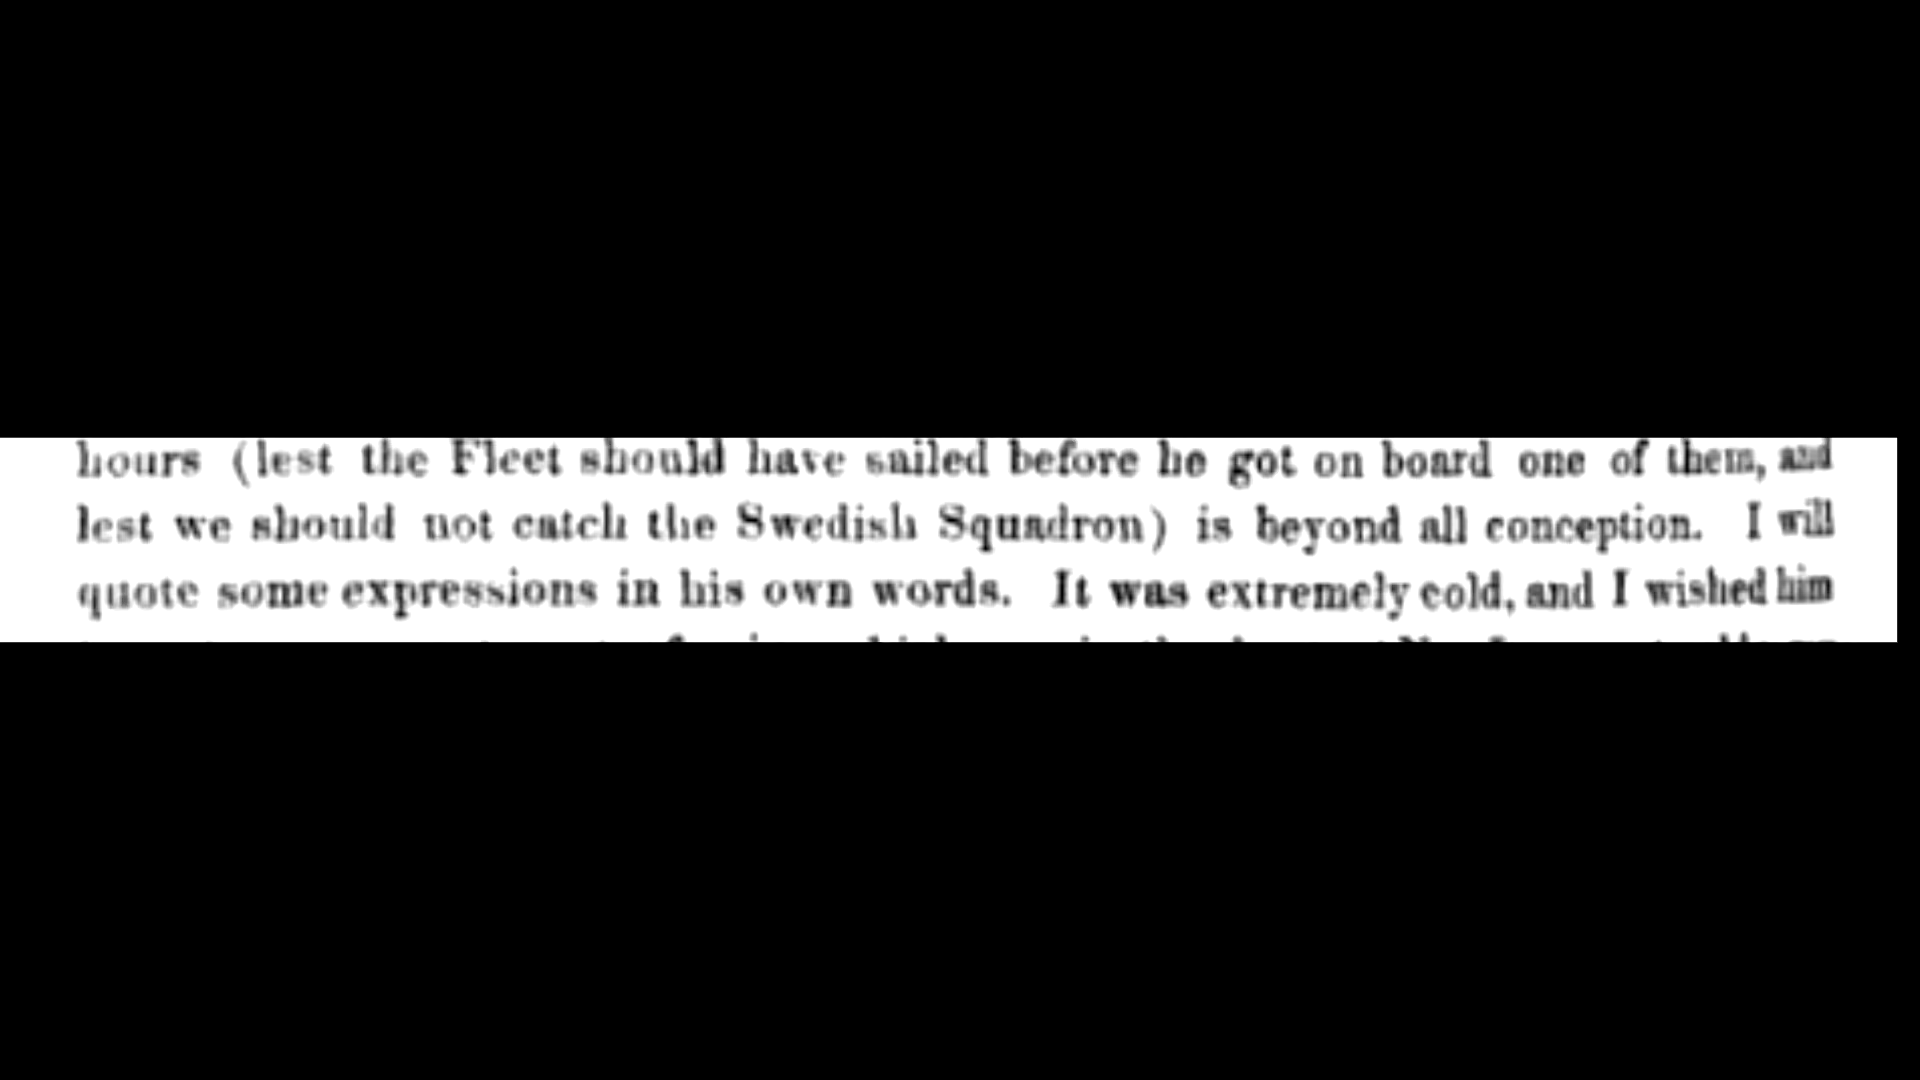 hours (lest the Fleet should have sailed before he got on board one of them, and
lest we should not catch the Swedish Squadron) is beyond all conception. I will
quote some expressions in his own words. It was extremely cold, and I wished him